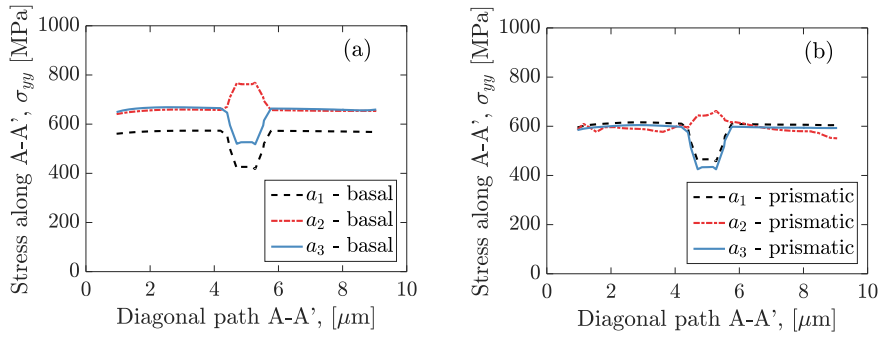 Stress along A-A', σyy [MPa]
1000
800
600
400
200
0
(a)
a1 - basal
a2 - basal
a3 - basal
0 2 4 6 8 10
Diagonal path A-A', [μm]
Stress along A-A', σyy [MPa]
1000
800
600
400
200
0
(b)
a1 - prismatic
a2 - prismatic
a3 - prismatic
0 2 4 6 8 10
Diagonal path A-A', [μm]